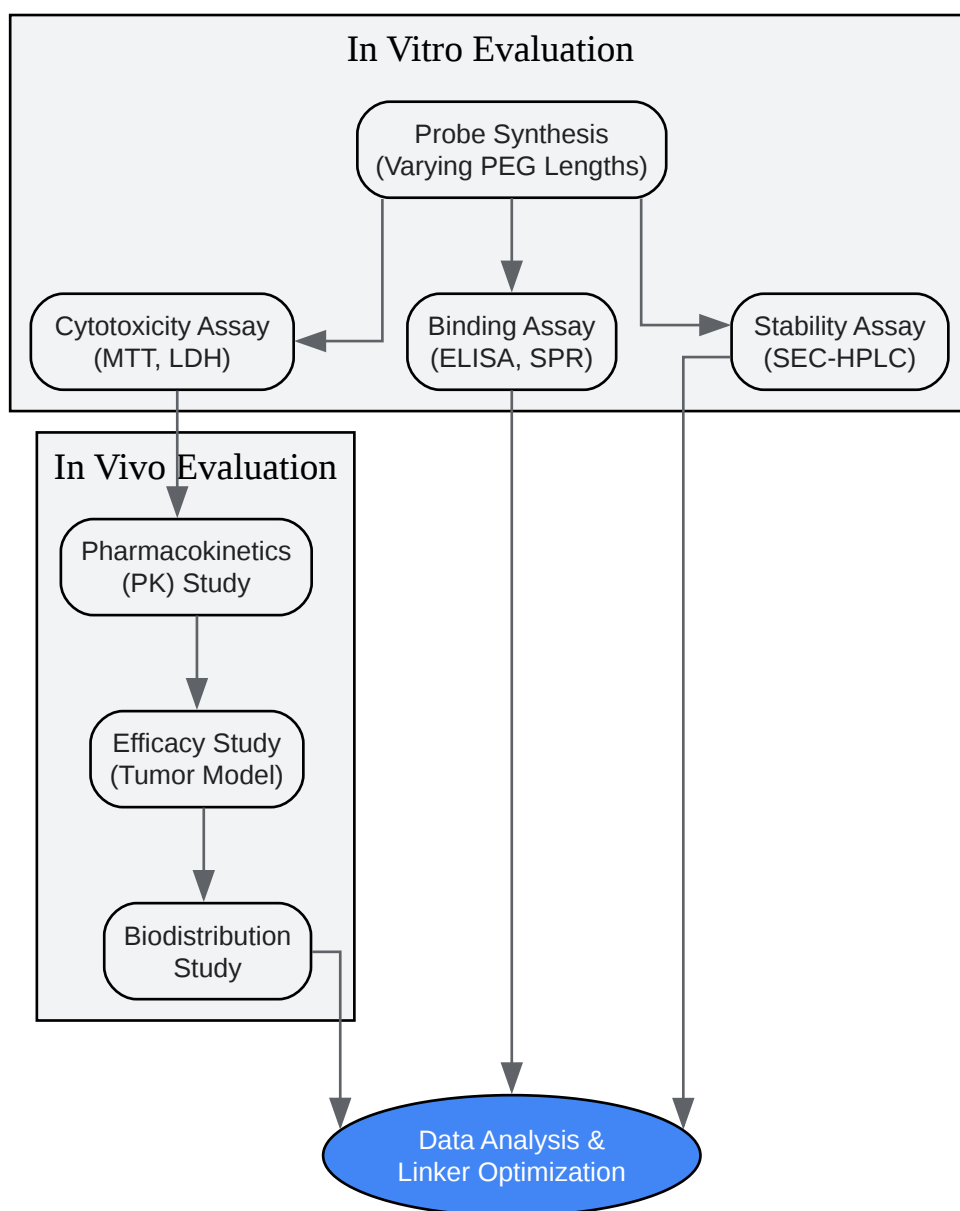 In Vitro Evaluation
Probe Synthesis
(Varying PEG Lengths)
Cytotoxicity Assay
(MTT, LDH)
Binding Assay
(ELISA, SPR)
Stability Assay
(SEC-HPLC)
In Vivo Evaluation
Pharmacokinetics
(PK) Study
Efficacy Study
(Tumor Model)
Biodistribution
Study
Data Analysis &
Linker Optimization